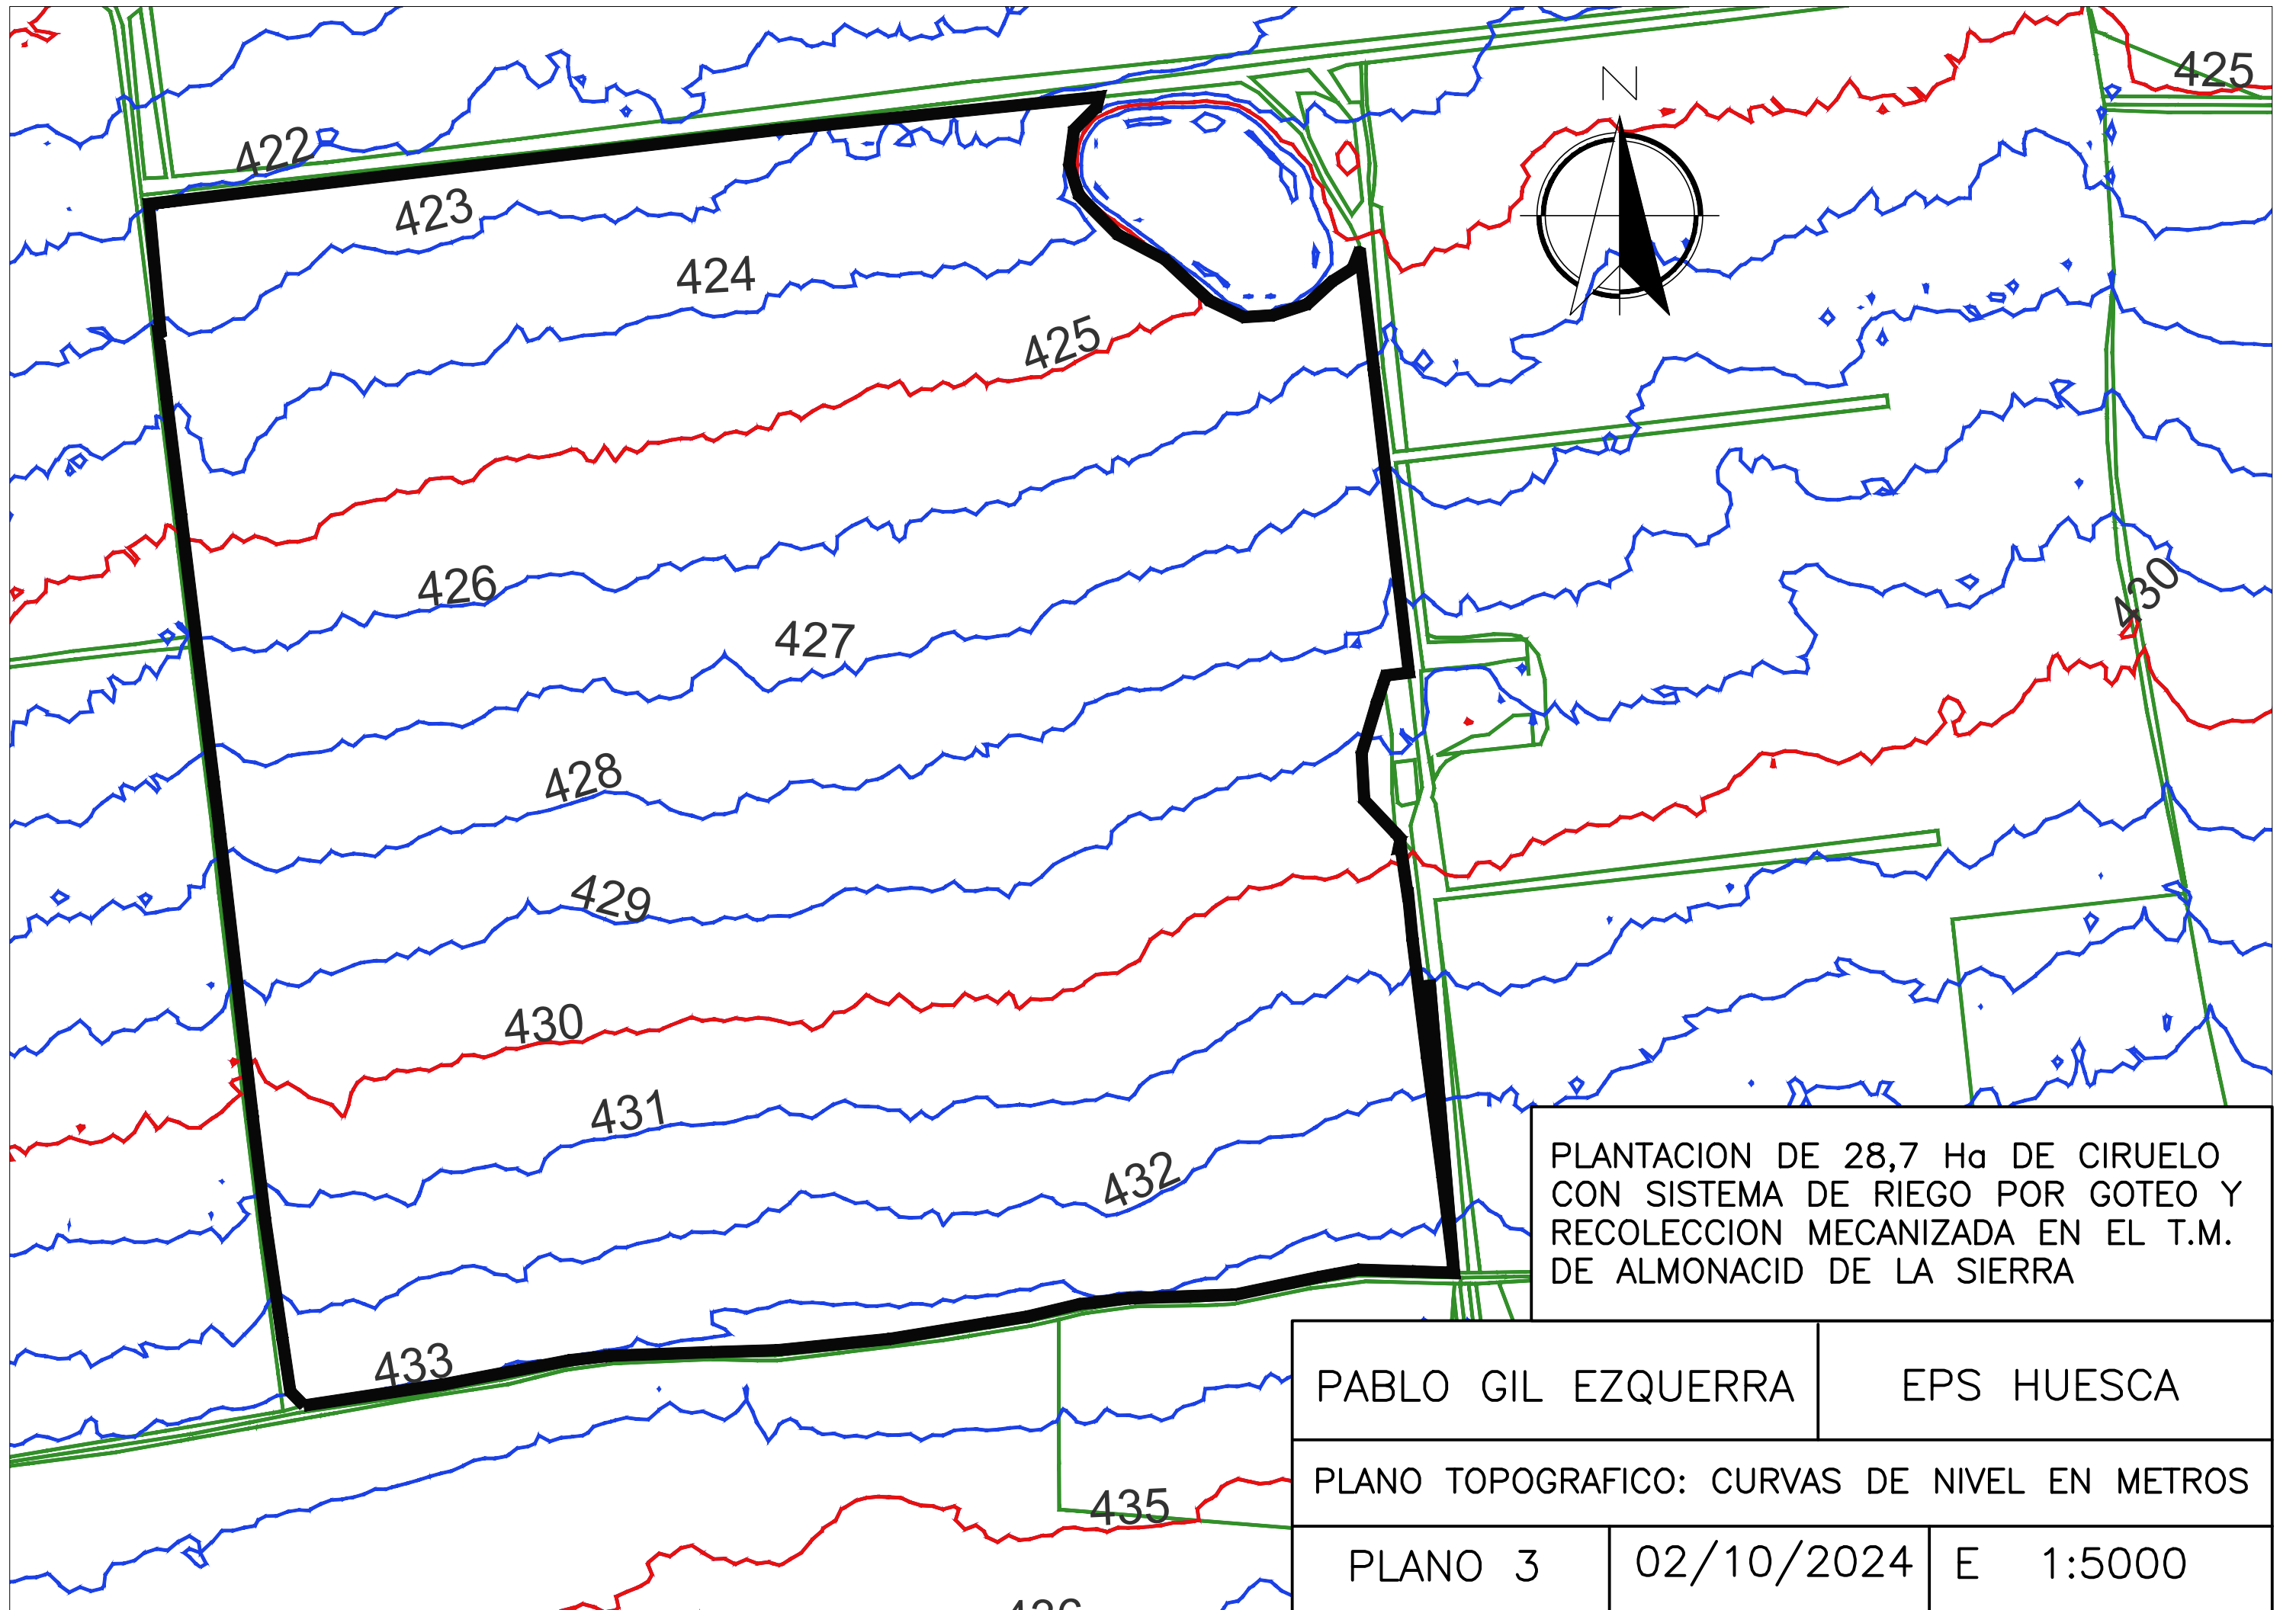 425
N
422
423
424
425
426
427
430
428
429
430
431
432
433
435
PLANTACION DE 28,7 Ha DE CIRUELO
CON SISTEMA DE RIEGO POR GOTEO Y
RECOLECCION MECANIZADA EN EL T.M.
DE ALMONACID DE LA SIERRA
PABLO GIL EZQUERRA
EPS HUESCA
PLANO TOPOGRAFICO: CURVAS DE NIVEL EN METROS
PLANO 3
02/10/2024
E 1:5000